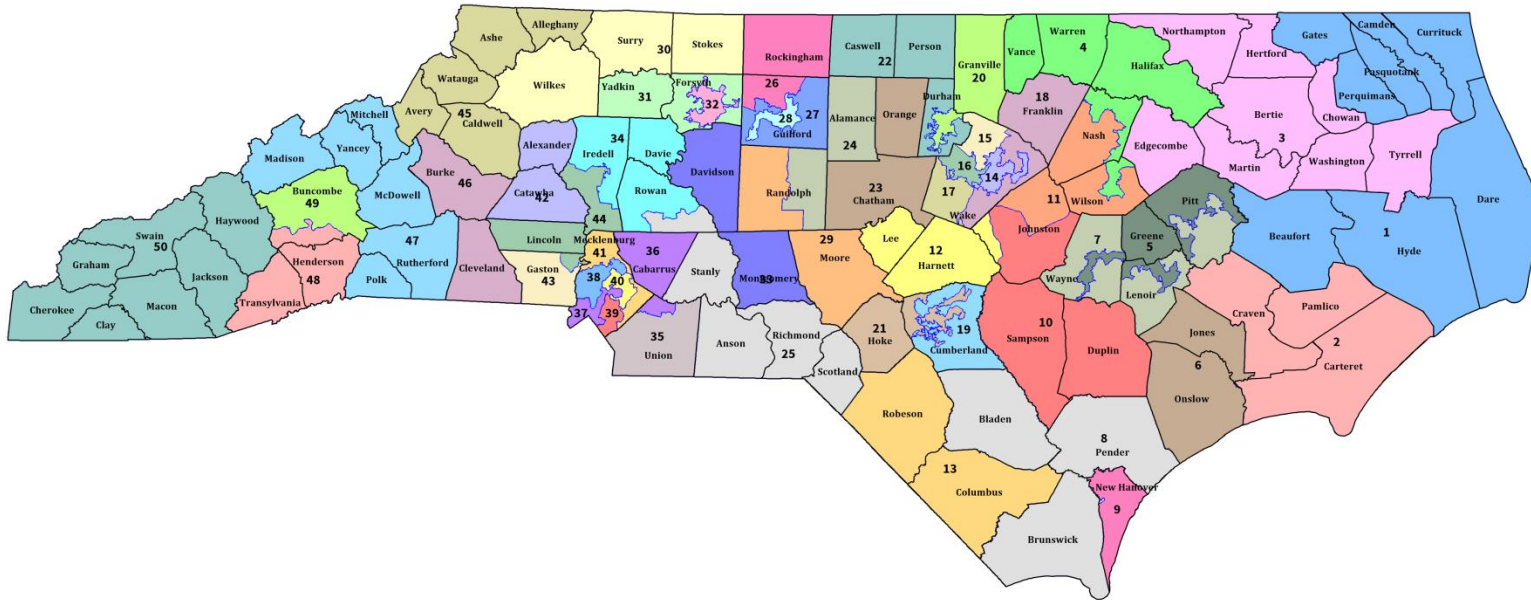 Alleghany
Ashe
Surry
30
Stokes
Rockingham
Caswell
Person
22
Granville
20
Vance
Warren
4
Northampton
Hertford
Gates
Camden
Currituck
Pasquotank
Perquimans
Chowan
Halifax
Bertie
3
Watauga
Wilkes
Yadkin
31
Forsyth
32
26
27
28
Guilford
Alamance
24
Orange
Durham
18
Franklin
Nash
Edgecombe
Martin
Washington
Tyrrell
Dare
Mitchell
Avery
45
Caldwell
Alexander
34
Iredell
Davie
Davidson
Randolph
15
16
14
17
Wake
Madison
Yancey
McDowell
Burke
46
Catawba
42
Rowan
23
Chatham
11
Wilson
Pitt
Buncombe
49
Haywood
Swain
50
Graham
Jackson
Cherokee
Macon
Clay
Henderson
48
Transylvania
47
Polk
Rutherford
Cleveland
Lincoln
44
Gaston
43
Mecklenburg
41
38
40
37
39
36
Cabarrus
Stanly
Montgomery
33
29
Moore
Lee
12
Harnett
Johnston
7
Wayne
Greene
5
Lenoir
Beaufort
1
Hyde
Pamlico
Craven
2
Carteret
Jones
6
Onslow
35
Union
Anson
Richmond
25
Scotland
21
Hoke
19
Cumberland
10
Sampson
Duplin
Robeson
Bladen
8
Pender
13
Columbus
New Hanover
9
Brunswick